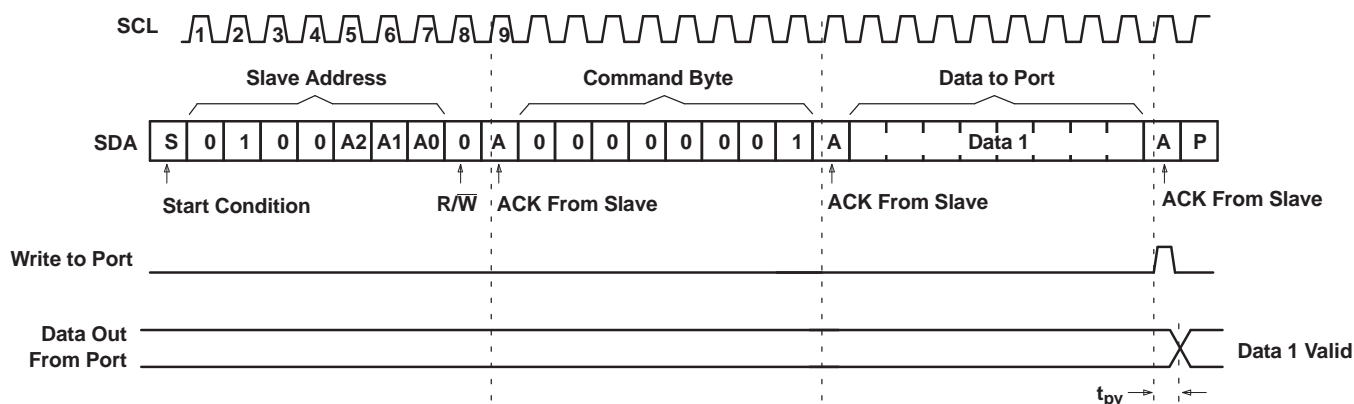 SCL 1 2 3 4 5 6 7 8 9
Slave Address Command Byte Data to Port
SDA S 0 1 0 0 A2 A1 A0 0 A 0 0 0 0 0 0 0 1 A Data 1 A P
Start Condition R/W̅ ACK From Slave ACK From Slave ACK From Slave
Write to Port
Data Out
From Port
Data 1 Valid
tpv